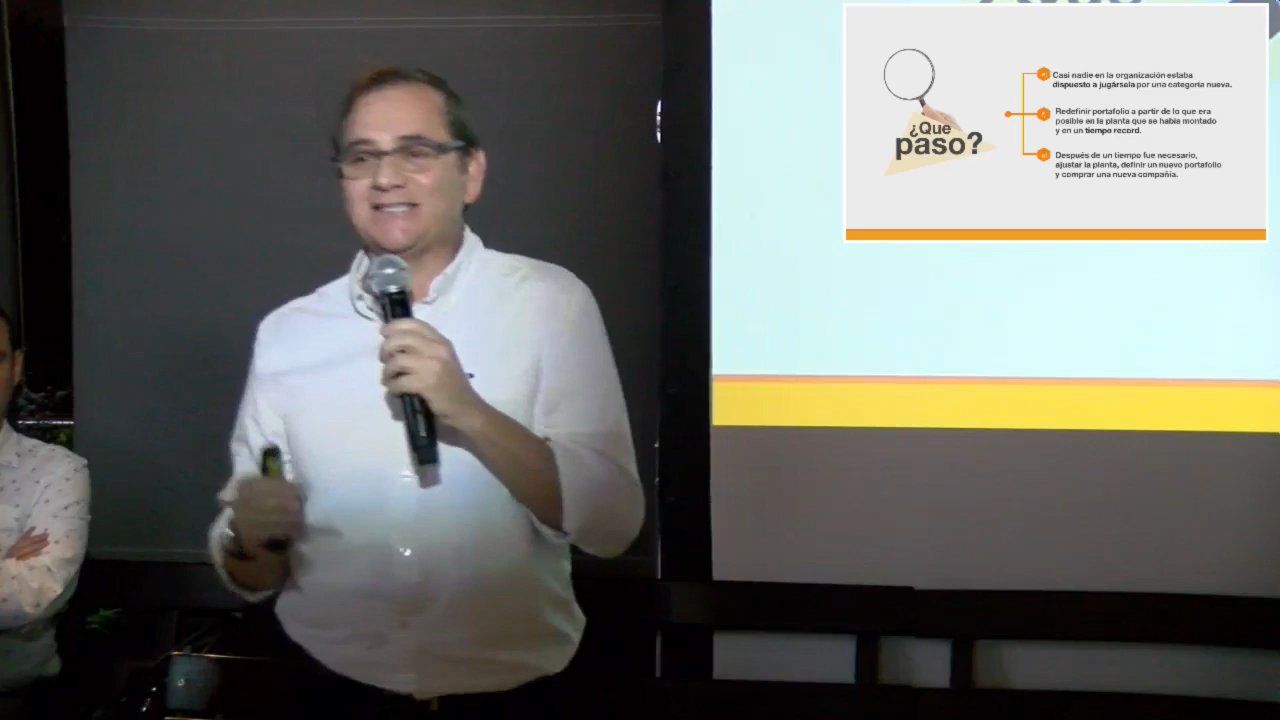 ¿Que
paso?
Casi nadie en la organización estaba
dispuesto a jugársela por una categoría nueva.
Redefinir portafolio a partir de lo que era
posible en la planta que se había montado
y en un tiempo record.
Después de un tiempo fue necesario,
ajustar la planta, definir un nuevo portafolio
y comprar una nueva compañía.